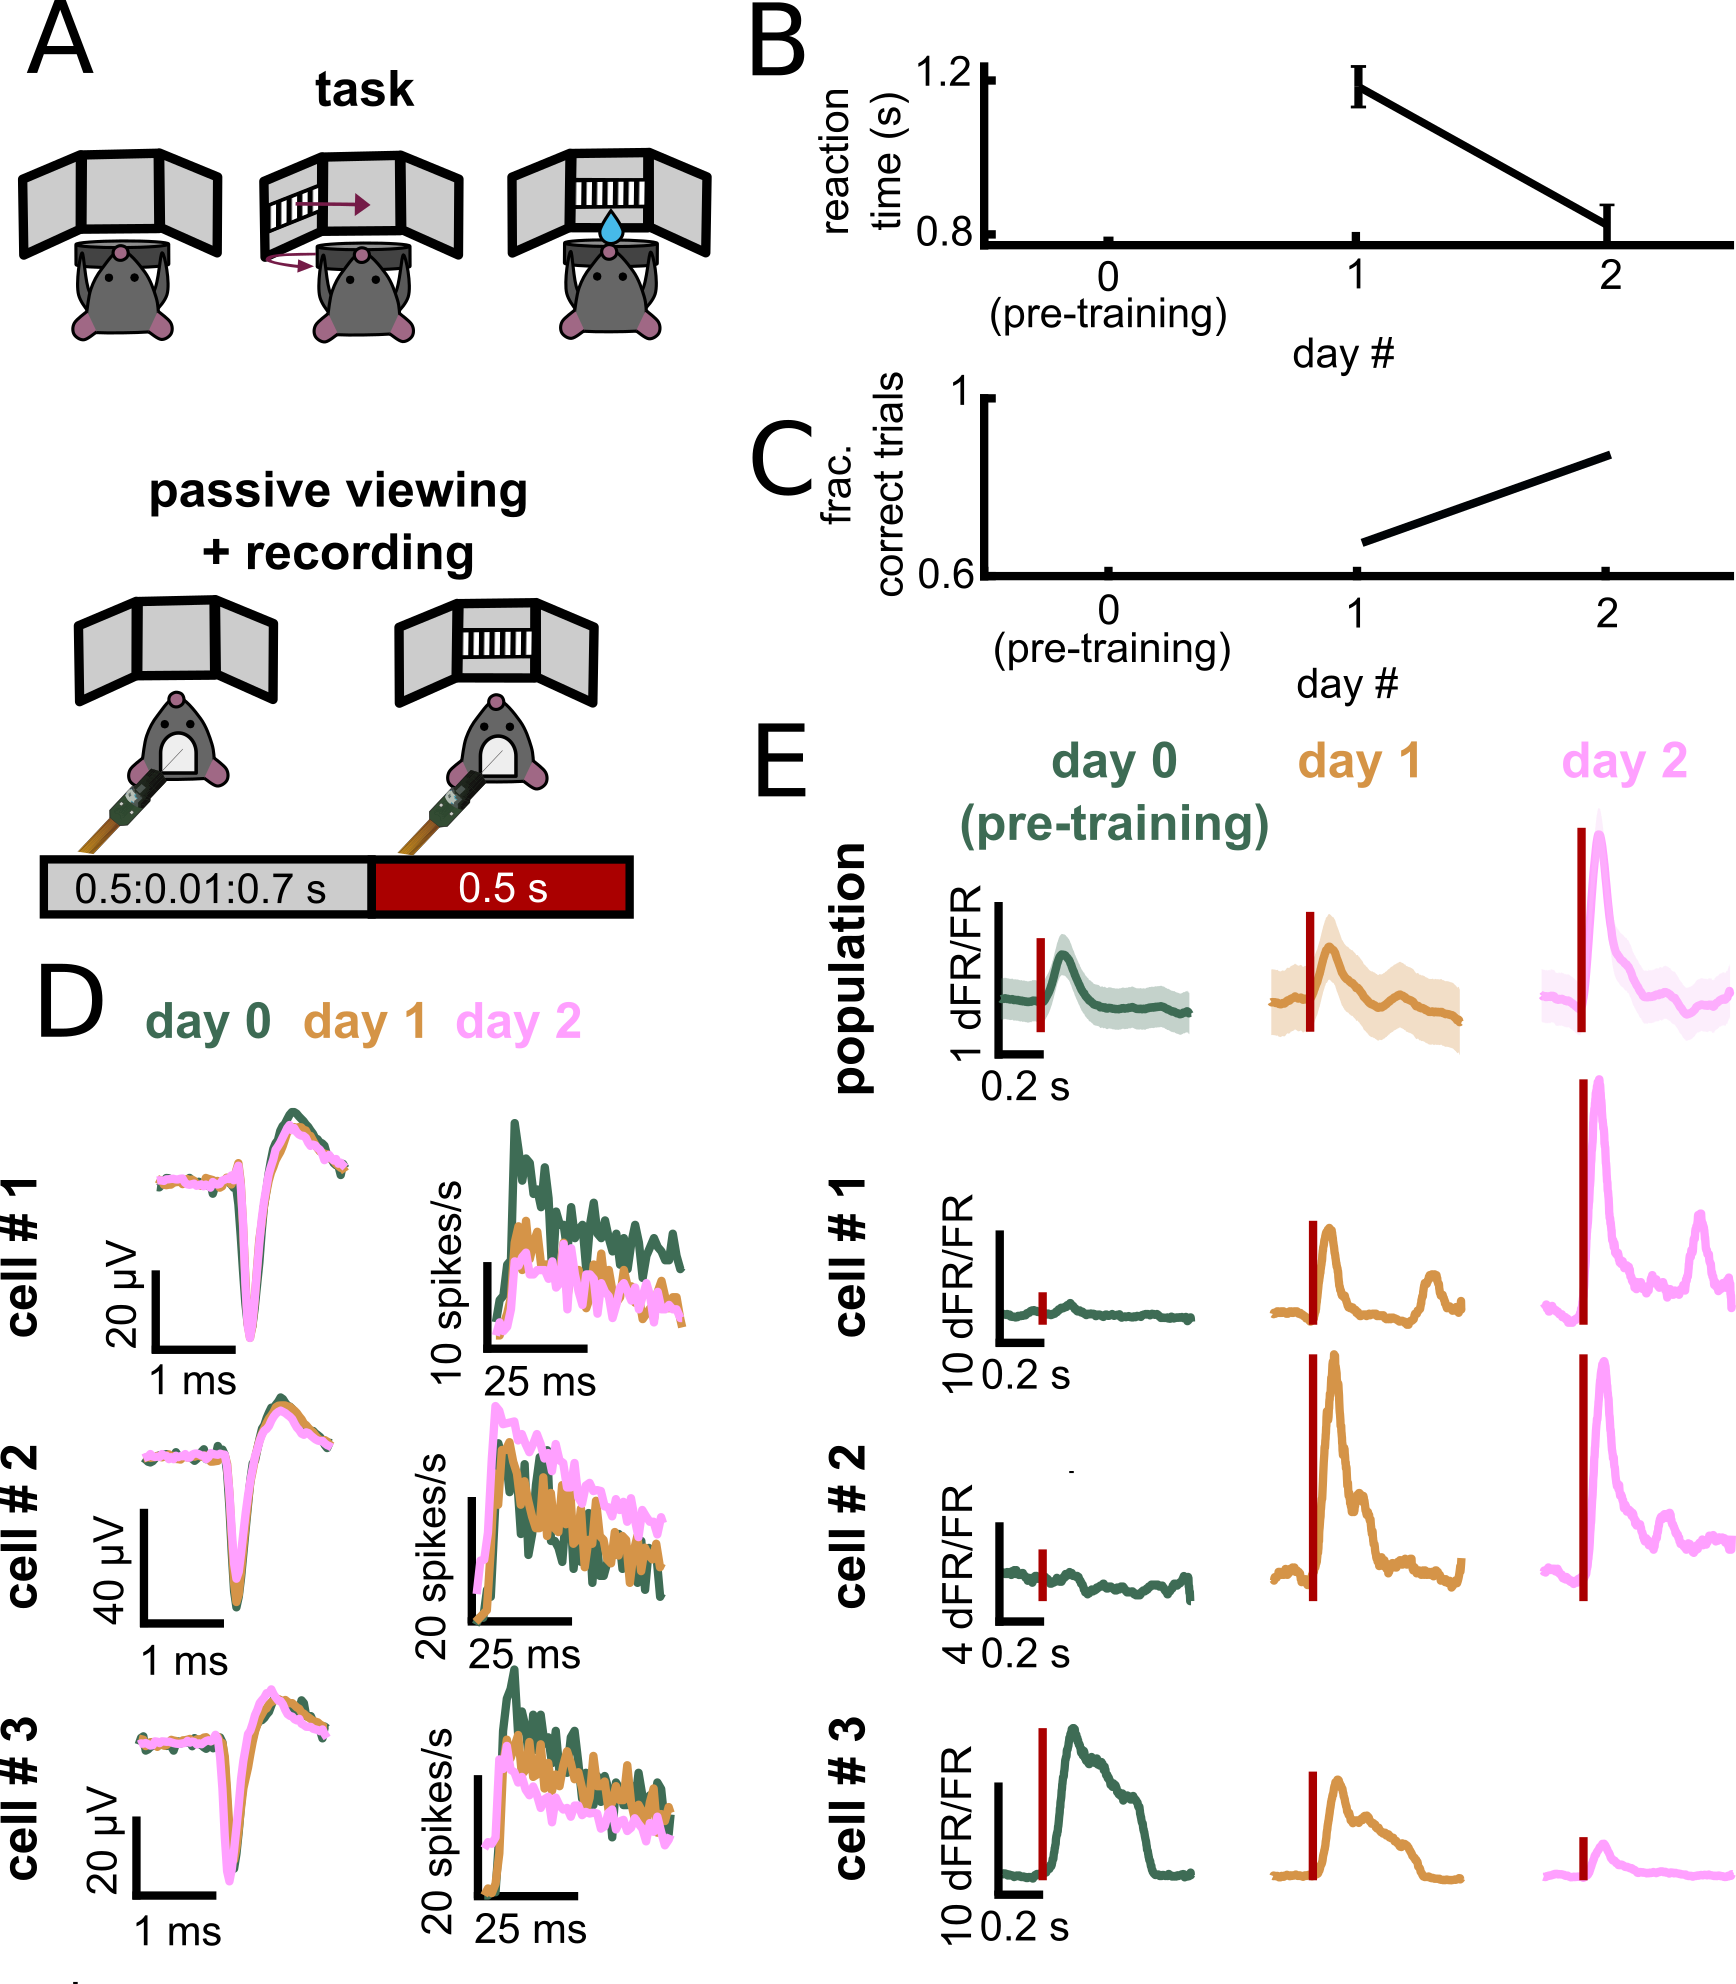 A
task
passive viewing
+ recording
0.5:0.01:0.7 s
0.5 s
B
reaction
time (s)
1.2
0.8
0
(pre-training)
1
2
day #
C
frac.
correct trials
1
0.6
0
(pre-training)
1
2
day #
D
day 0 day 1 day 2
cell # 1
20 µV
1 ms
10 spikes/s
25 ms
cell # 2
40 µV
1 ms
20 spikes/s
25 ms
cell # 3
20 µV
1 ms
20 spikes/s
25 ms
E
day 0
(pre-training)
day 1
day 2
population
1 dFR/FR
0.2 s
cell # 1
10 dFR/FR
0.2 s
cell # 2
4 dFR/FR
0.2 s
cell # 3
10 dFR/FR
0.2 s